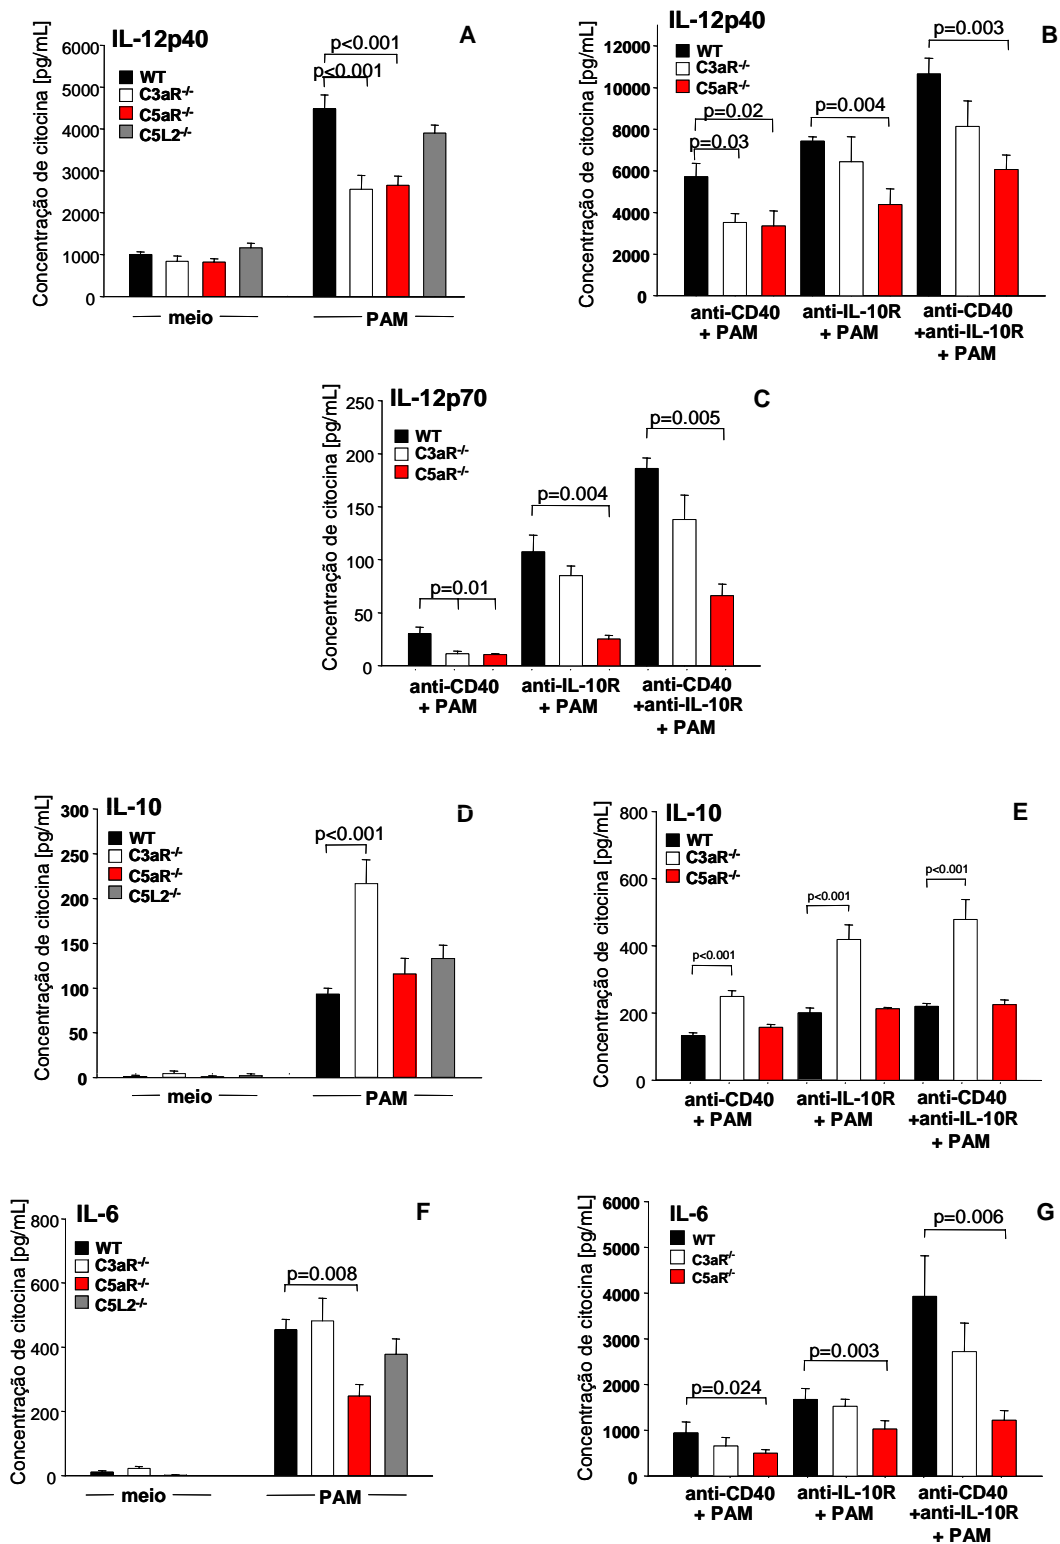 IL-12p40
A
Concentração de citocina [pg/mL]
6000
5000
4000
3000
2000
1000
0
WT
C3aR-/-
C5aR-/-
C5L2-/-
p<0.001
p<0.001
meio
PAM
IL-12p40
B
Concentração de citocina [pg/mL]
12000
10000
8000
6000
4000
2000
0
WT
C3aR-/-
C5aR-/-
p=0.003
p=0.02
p=0.004
p=0.03
anti-CD40
+ PAM
anti-IL-10R
+ PAM
anti-CD40
+anti-IL-10R
+ PAM
IL-12p70
C
Concentração de citocina [pg/mL]
250
200
150
100
50
0
WT
C3aR-/-
C5aR-/-
p=0.005
p=0.004
p=0.01
anti-CD40
+ PAM
anti-IL-10R
+ PAM
anti-CD40
+anti-IL-10R
+ PAM
IL-10
D
Concentração de citocina [pg/mL]
300
250
200
150
100
50
0
WT
C3aR-/-
C5aR-/-
C5L2-/-
p<0.001
meio
PAM
IL-10
E
Concentração de citocina [pg/mL]
800
600
400
200
0
WT
C3aR-/-
C5aR-/-
p<0.001
p<0.001
p<0.001
anti-CD40
+ PAM
anti-IL-10R
+ PAM
anti-CD40
+anti-IL-10R
+ PAM
IL-6
F
Concentração de citocina [pg/mL]
800
600
400
200
0
WT
C3aR-/-
C5aR-/-
C5L2-/-
p=0.008
meio
PAM
IL-6
G
Concentração de citocina [pg/mL]
6000
5000
4000
3000
2000
1000
0
WT
C3aR-/-
C5aR-/-
p=0.006
p=0.003
p=0.024
anti-CD40
+ PAM
anti-IL-10R
+ PAM
anti-CD40
+anti-IL-10R
+ PAM